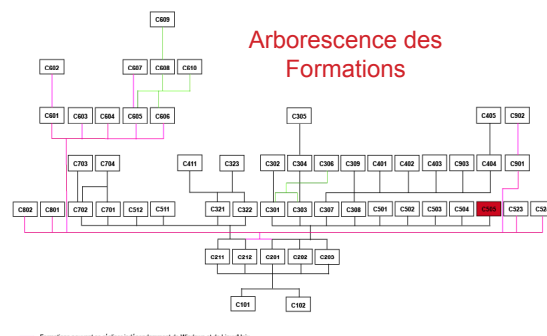 C609
Arborescence des
Formations
C602 C607 C608 C610
C305 C405 C902
C601 C603 C604 C605 C606
C703 C704 C411 C323 C302 C304 C306 C309 C401 C402 C403 C903 C404 C901
C802 C801 C702 C701 C512 C511 C321 C322 C301 C303 C307 C308 C501 C502 C503 C504 C505 C523 C52
C211 C212 C201 C202 C203
C101 C102